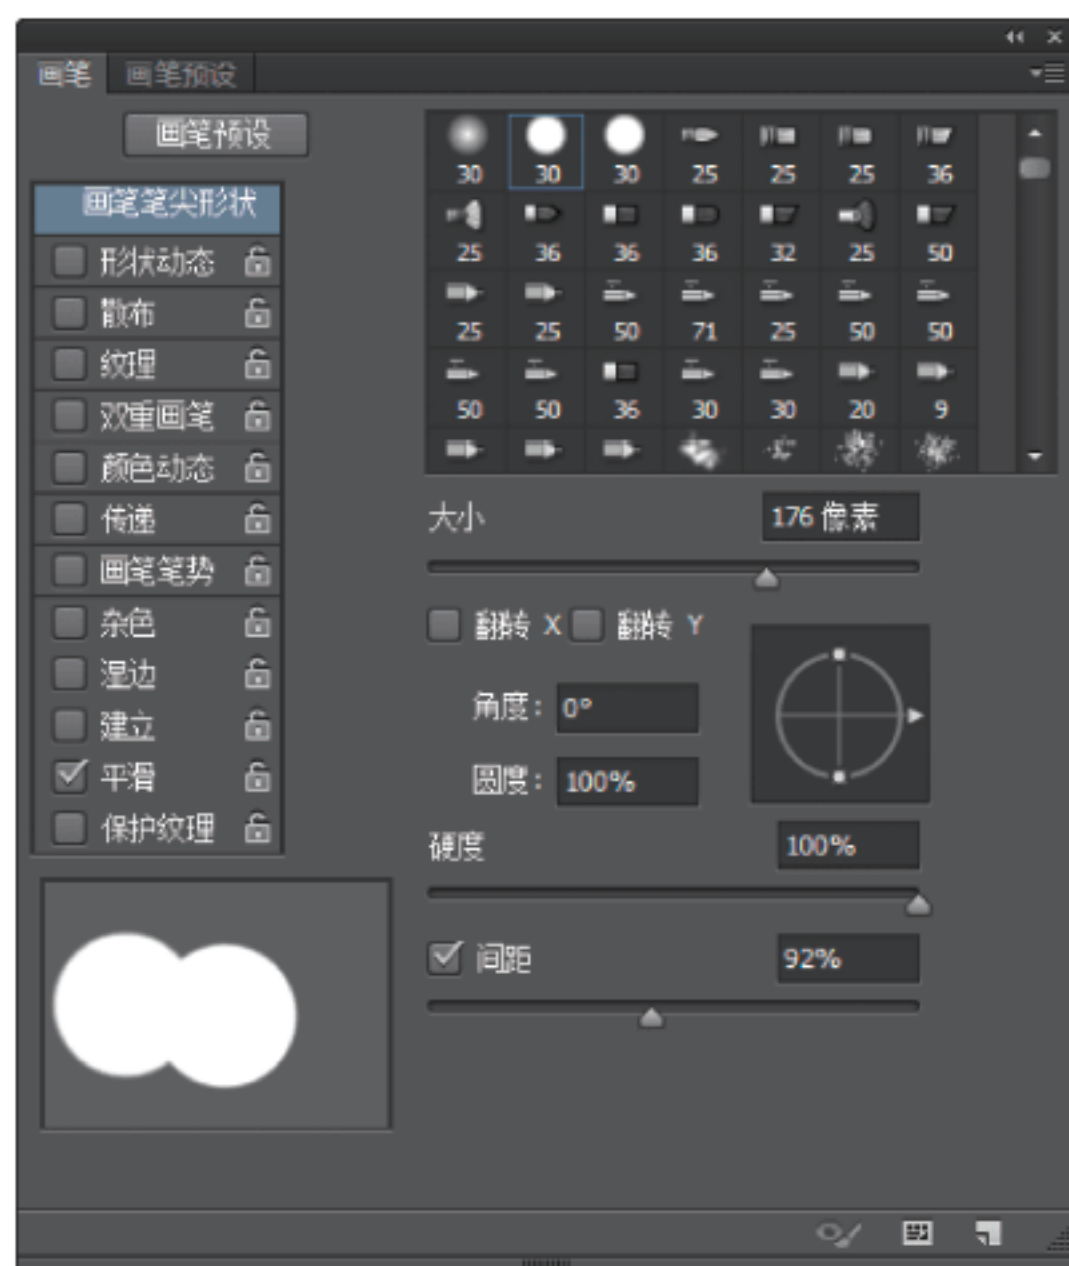 画笔 画笔预设
画笔预设
画笔笔尖形状
形状动态
散布
纹理
双重画笔
颜色动态
传递
画笔笔势
杂色
湿边
建立
平滑
保护纹理
30 30 30 25 25 25 36
25 36 36 36 32 25 50
25 25 50 71 25 50 50
50 50 36 30 30 20 9
大小 176 像素
翻转 X 翻转 Y
角度: 0°
圆度: 100%
硬度 100%
间距 92%